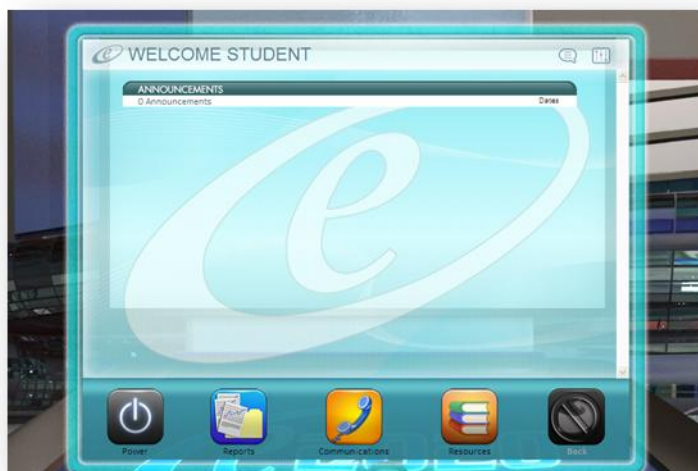 e WELCOME STUDENT
ANNOUNCEMENTS
0 Announcements Dates
e
Power Reports Communications Resources Back